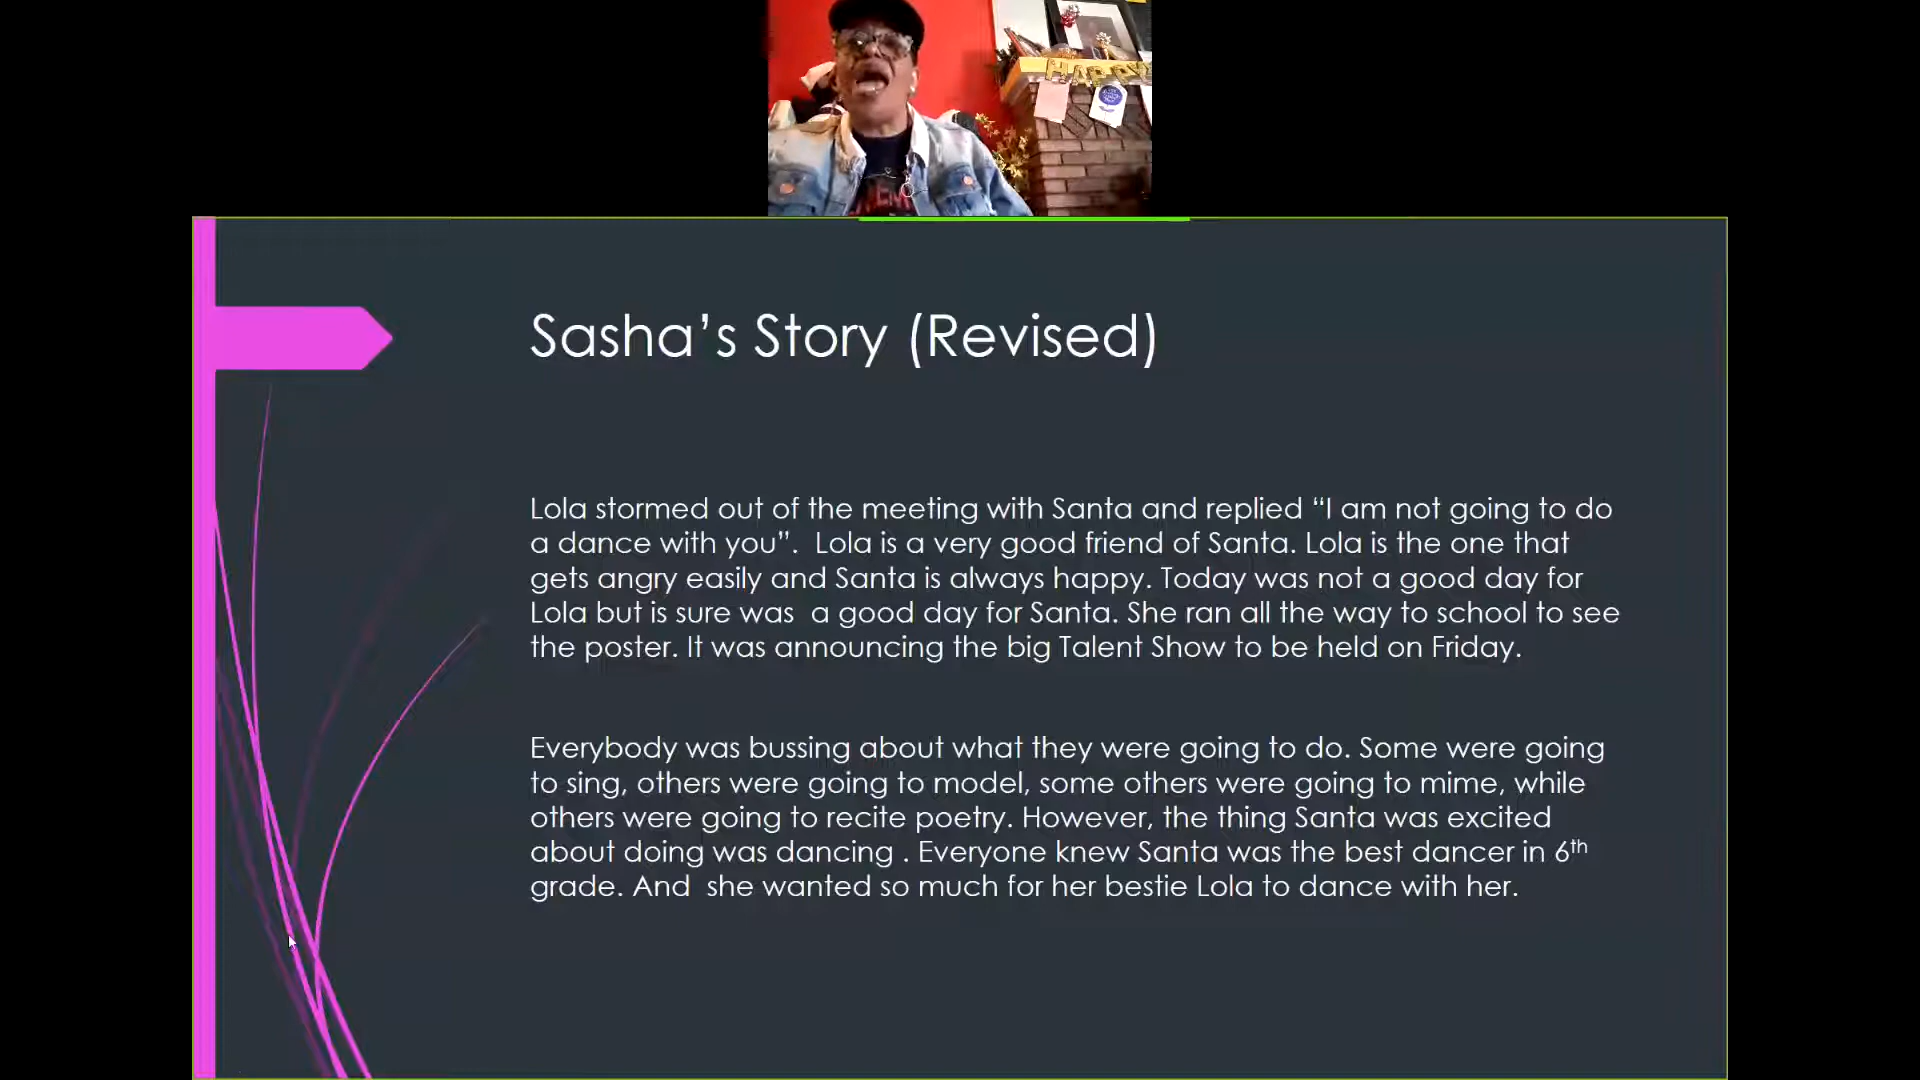 HAPPY
Sasha’s Story (Revised)
Lola stormed out of the meeting with Santa and replied “I am not going to do
a dance with you”.  Lola is a very good friend of Santa. Lola is the one that
gets angry easily and Santa is always happy. Today was not a good day for
Lola but is sure was  a good day for Santa. She ran all the way to school to see
the poster. It was announcing the big Talent Show to be held on Friday.
Everybody was bussing about what they were going to do. Some were going
to sing, others were going to model, some others were going to mime, while
others were going to recite poetry. However, the thing Santa was excited
about doing was dancing . Everyone knew Santa was the best dancer in 6th
grade. And  she wanted so much for her bestie Lola to dance with her.